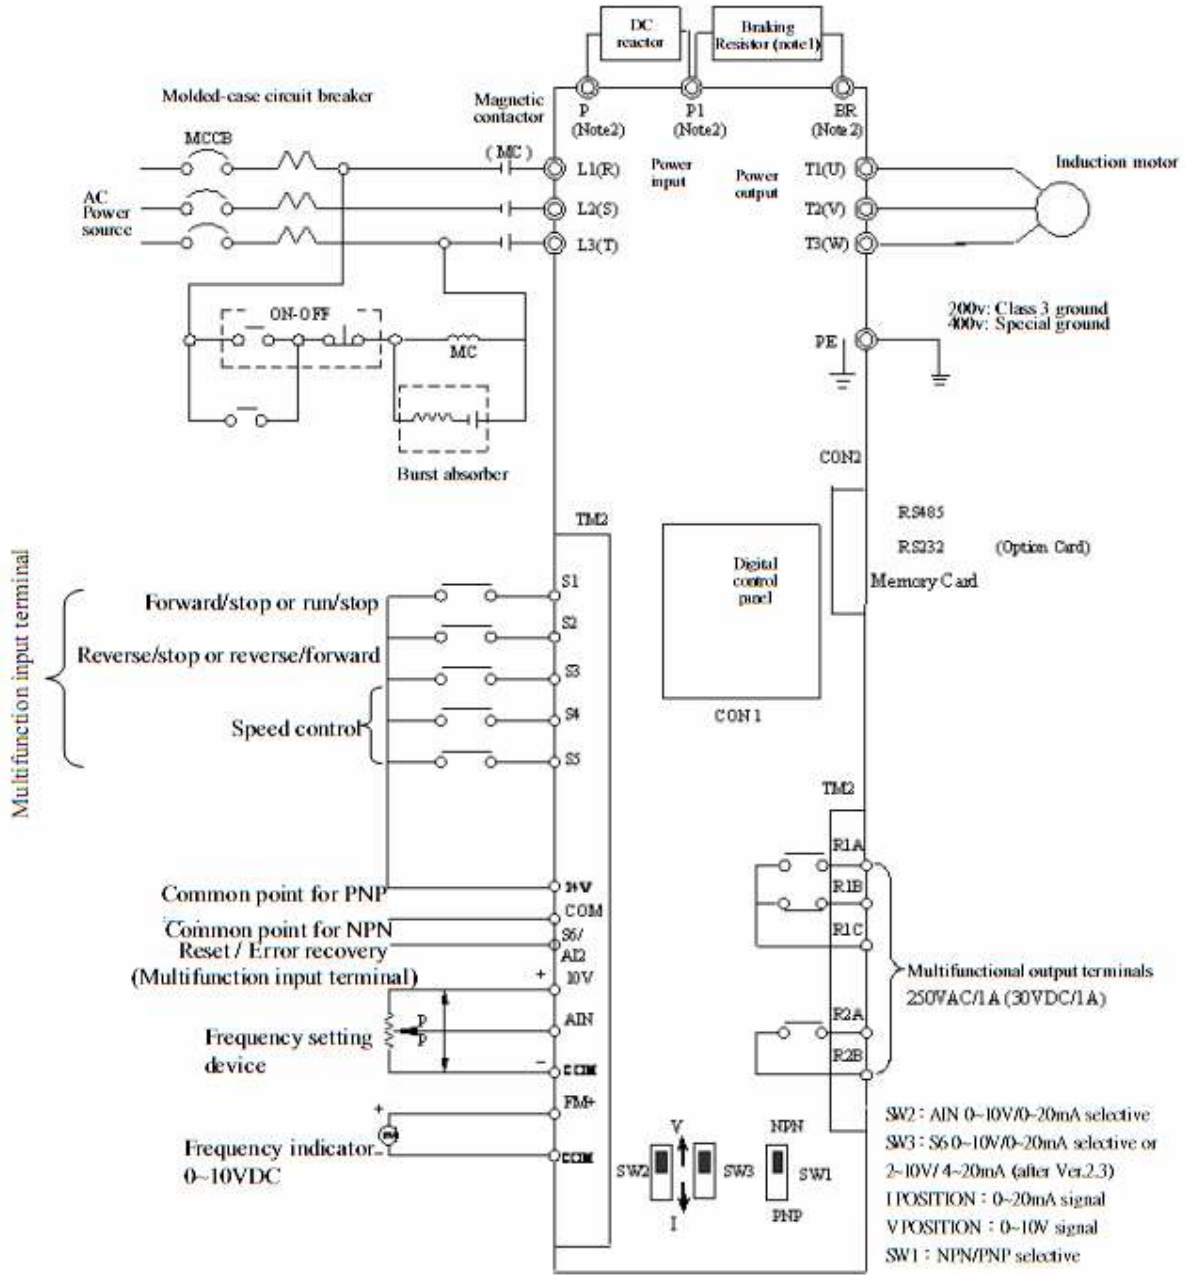 DC
reactor
Braking
Resistor (note1)
Molded-case circuit breaker
Magnetic
contactor
(MC)
MCCB
P
(Note2)
P1
(Note2)
BR
(Note2)
AC
Power
source
L1(R)
L2(S)
L3(T)
Power
input
Power
output
T1(U)
T2(V)
T3(W)
Induction motor
ON-OFF
MC
Burst absorber
200v: Class 3 ground
400v: Special ground
PE
CON2
RS485
RS232 (Option Card)
Memory Card
TM2
Digital
control
panel
CON1
Multifunction input terminal
Forward/stop or run/stop
Reverse/stop or reverse/forward
Speed control
S1
S2
S3
S4
S5
Common point for PNP
Common point for NPN
Reset / Error recovery
(Multifunction input terminal)
24V
COM
S6/
AI2
+
10V
P
P
AIN
-
COM
Frequency setting
device
FM+
+
-
COM
Frequency indicator
0~10VDC
TM2
R1A
R1B
R1C
R2A
R2B
Multifunctional output terminals
250VAC/1A (30VDC/1A)
V
I
SW2
SW3
NPN
SW1
PNP
SW2 : AIN 0~10V/0~20mA selective
SW3 : S6 0~10V/0~20mA selective or
2~10V/ 4~20mA (after Ver.2.3)
I POSITION : 0~20mA signal
V POSITION : 0~10V signal
SW1 : NPN/PNP selective